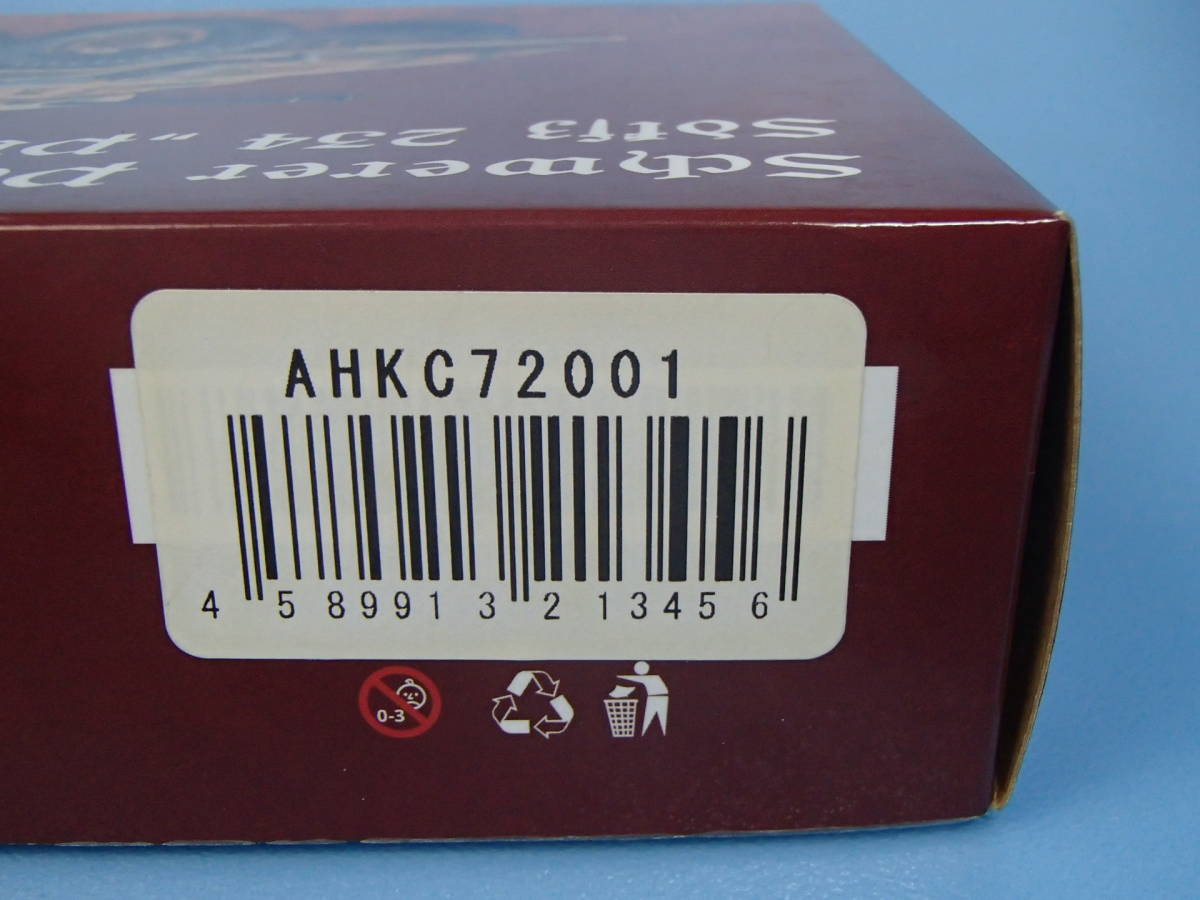 Schwerer
Sdkfz 234
AHKC72001
4 589913 213456
0-3